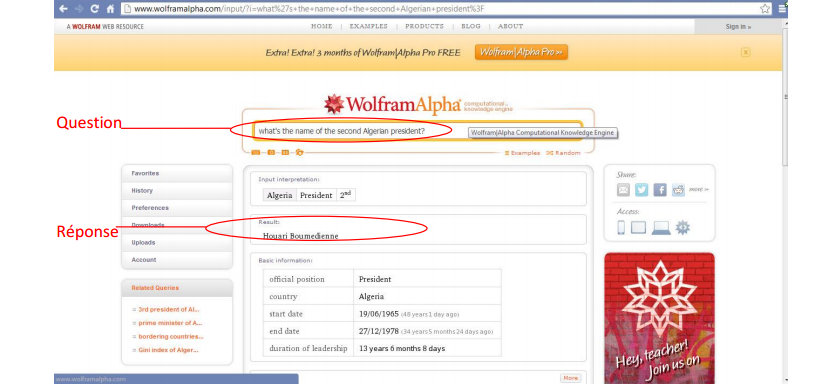 www.wolframalpha.com/input/?i=what%27s+the+name+of+the+second+Algerian+president%3F
A WOLFRAM WEB RESOURCE
HOME | EXAMPLES | PRODUCTS | BLOG | ABOUT
Sign in »
Extra! Extra! 3 months of Wolfram|Alpha Pro FREE
Wolfram|Alpha Pro »
WolframAlpha computational... knowledge engine
Question
what's the name of the second Algerian president?
Wolfram|Alpha Computational Knowledge Engine
Examples
Random
Favorites
History
Preferences
Downloads
Uploads
Account
Related Queries
= 3rd president of Al...
= prime minister of A...
= bordering countries...
= Gini index of Alger...
Input interpretation:
Algeria President 2nd
Réponse
Result:
Houari Boumedienne
Basic information:
official position President
country Algeria
start date 19/06/1965 (48 years 1 day ago)
end date 27/12/1978 (34 years 5 months 24 days ago)
duration of leadership 13 years 6 months 8 days
More
Share:
more »
Access:
Hey, teacher!
Join us on
www.wolframalpha.com